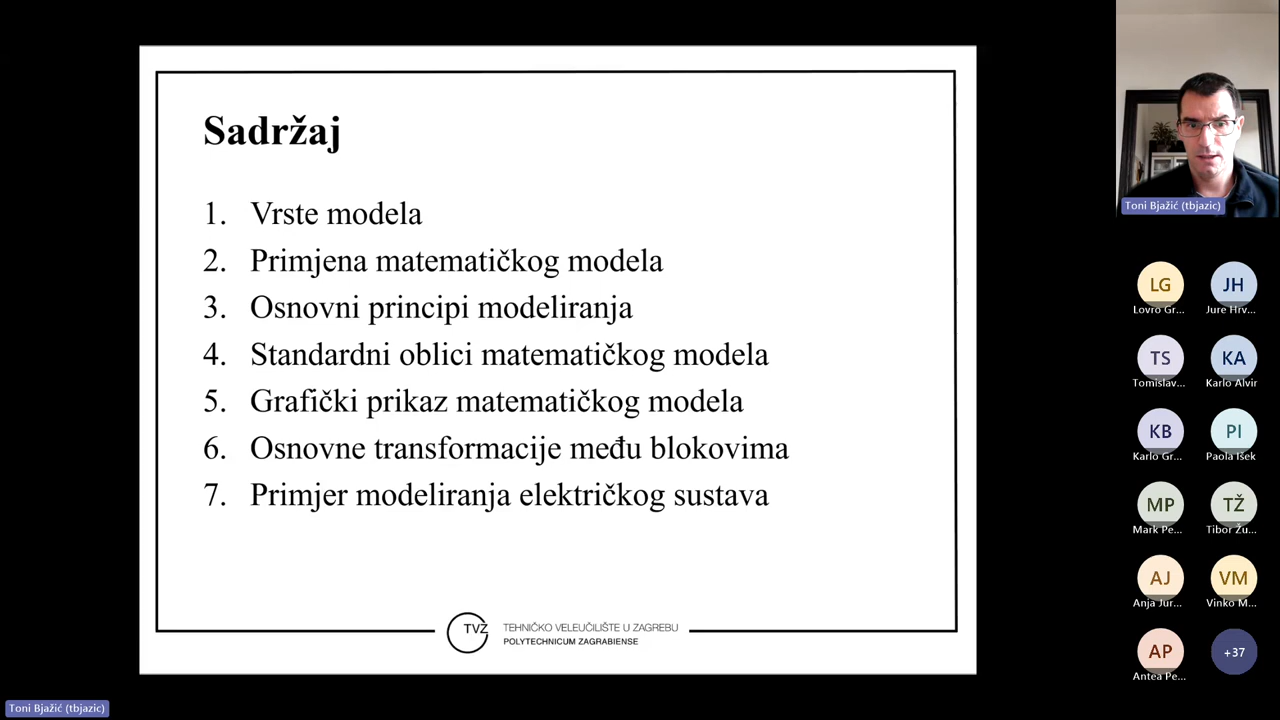 Sadržaj
1. Vrste modela
2. Primjena matematičkog modela
3. Osnovni principi modeliranja
4. Standardni oblici matematičkog modela
5. Grafički prikaz matematičkog modela
6. Osnovne transformacije među blokovima
7. Primjer modeliranja električkog sustava
TVZ
TEHNIČKO VELEUČILIŠTE U ZAGREBU
POLYTECHNICUM ZAGRABIENSE
Toni Bjažić (tbjazic)
LG JH
Lovro Gr... Jure Hrv...
TS KA
Tomislav... Karlo Alvir
KB PI
Karlo Gr... Paola Išek
MP TŽ
Mark Pe... Tibor Žu...
AJ VM
Anja Jur... Vinko M...
AP +37
Antea Pe...
Toni Bjažić (tbjazic)